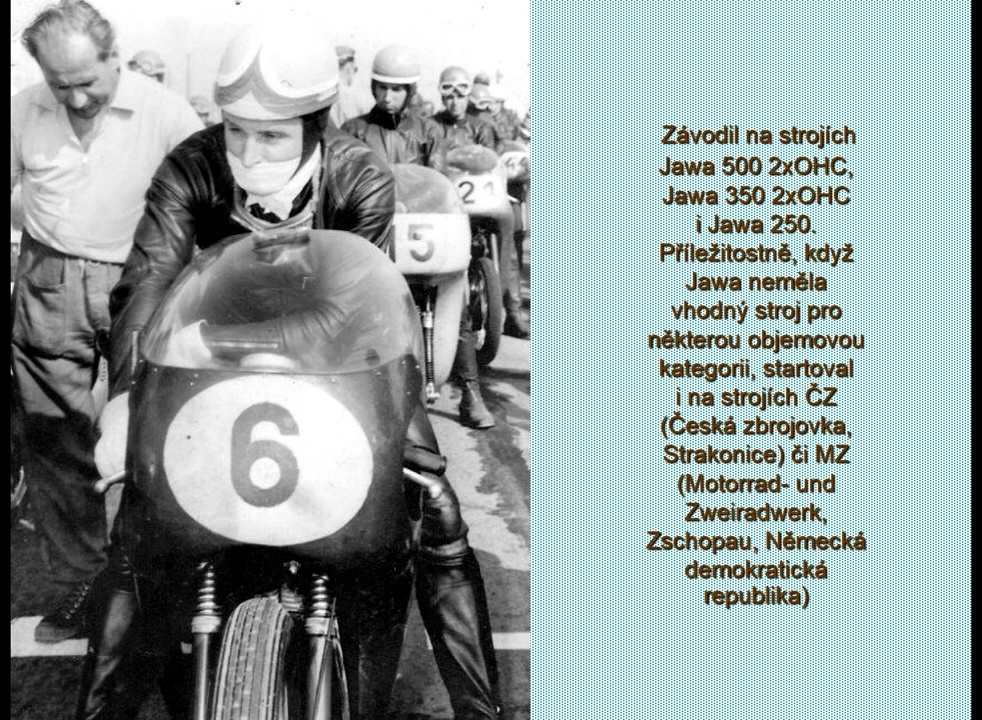 6
15
21
Závodil na strojích
Jawa 500 2xOHC,
Jawa 350 2xOHC
i Jawa 250.
Příležitostně, když
Jawa neměla
vhodný stroj pro
některou objemovou
kategorii, startoval
i na strojích ČZ
(Česká zbrojovka,
Strakonice) či MZ
(Motorrad- und
Zweiradwerk,
Zschopau, Německá
demokratická
republika)